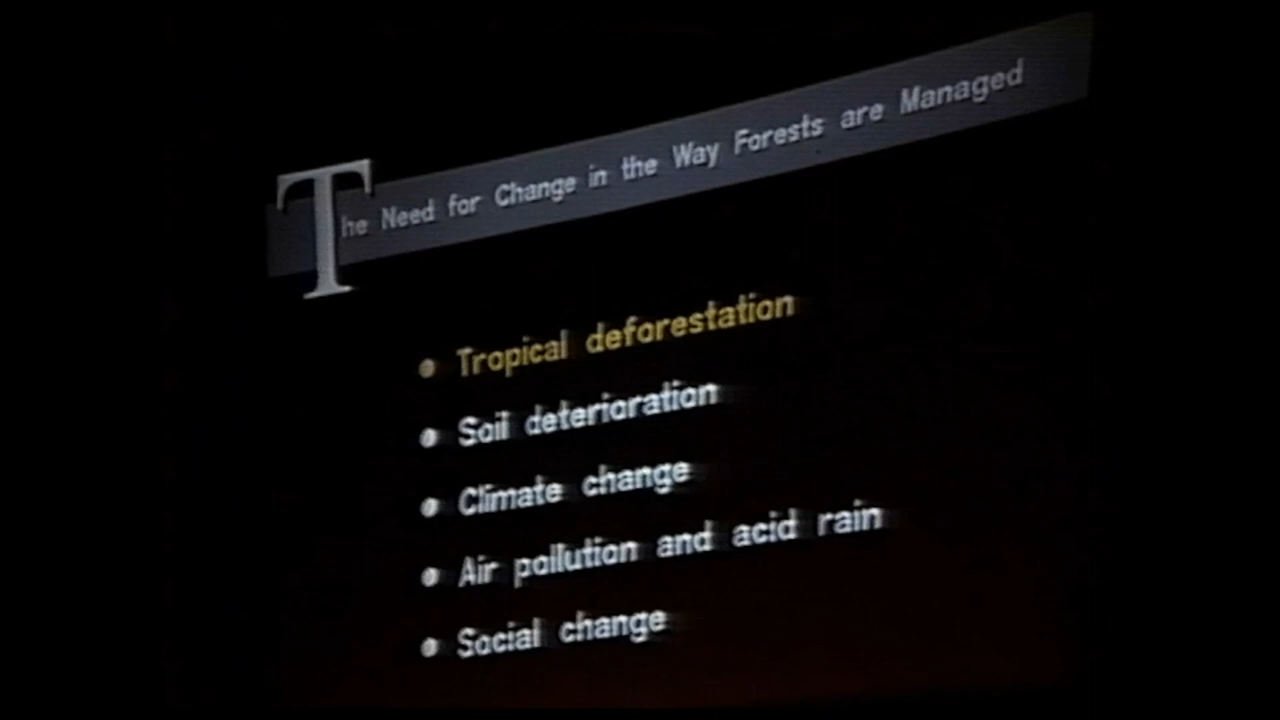 The Need for Change in the Way Forests are Managed
• Tropical deforestation
• Soil deterioration
• Climate change
• Air pollution and acid rain
• Social change